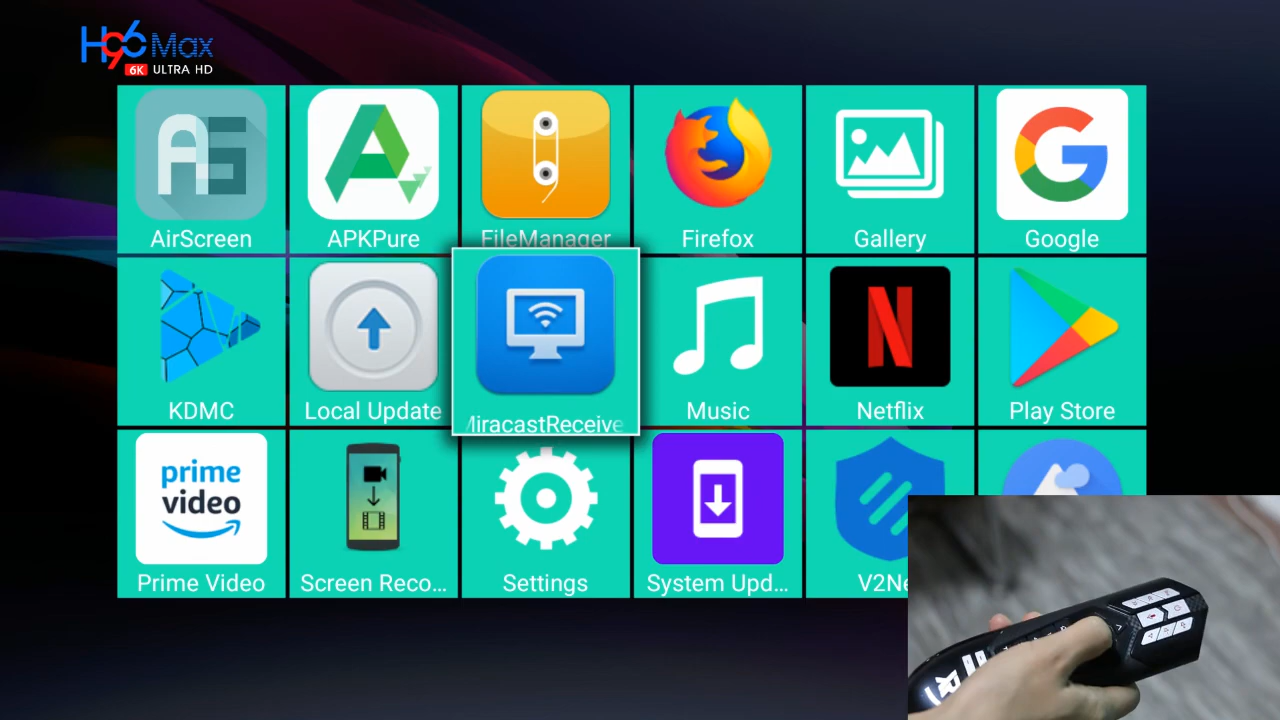 H96 Max
6K ULTRA HD
AirScreen
APKPure
FileManager
Firefox
Gallery
Google
KDMC
Local Update
MiracastReceive
Music
Netflix
Play Store
prime
video
Prime Video
Screen Reco...
Settings
System Upd...
V2Ne